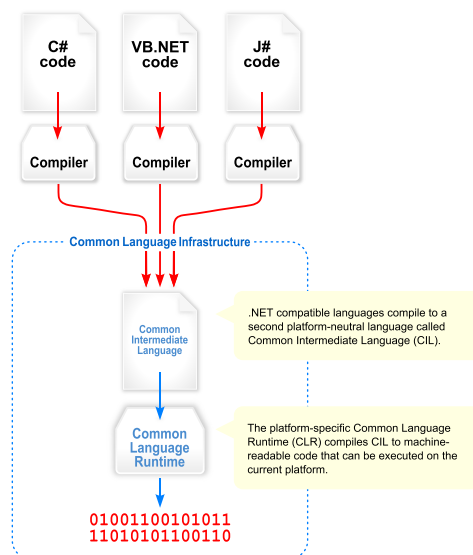 C#
code
VB.NET
code
J#
code
Compiler
Compiler
Compiler
Common Language Infrastructure
Common
Intermediate
Language
.NET compatible languages compile to a
second platform-neutral language called
Common Intermediate Language (CIL).
Common
Language
Runtime
The platform-specific Common Language
Runtime (CLR) compiles CIL to machine-
readable code that can be executed on the
current platform.
01001100101011
11010101100110